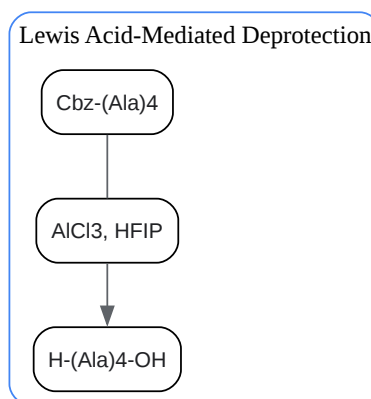 Lewis Acid-Mediated Deprotection
Cbz-(Ala)4
AlCl3, HFIP
H-(Ala)4-OH